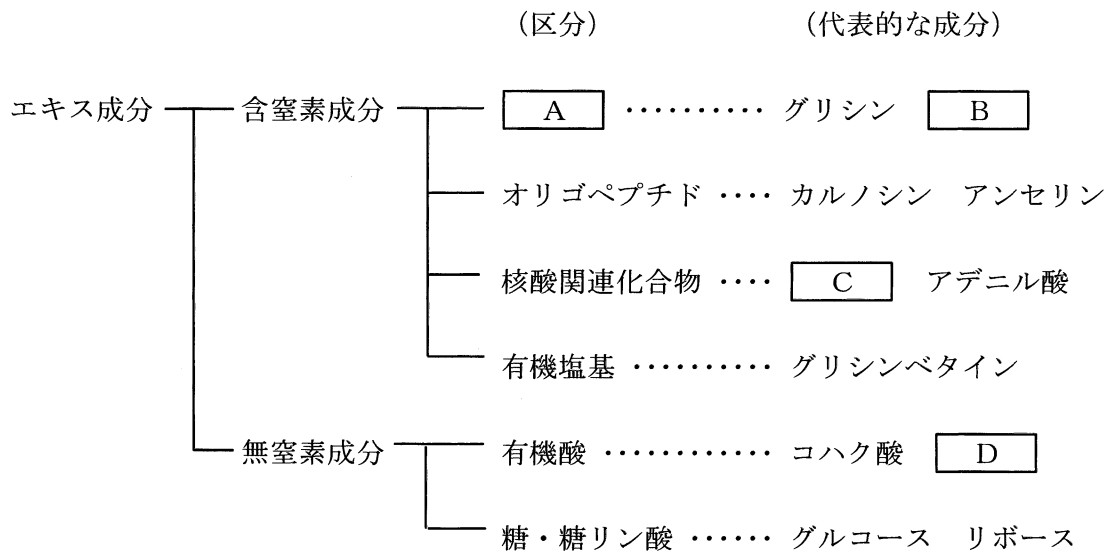 （区分） （代表的な成分）
エキス成分 含窒素成分 A ·········· グリシン B
オリゴペプチド ···· カルノシン アンセリン
核酸関連化合物 ···· C アデニル酸
有機塩基 ·········· グリシンベタイン
無窒素成分 有機酸 ············ コハク酸 D
糖・糖リン酸 ······ グルコース リボース